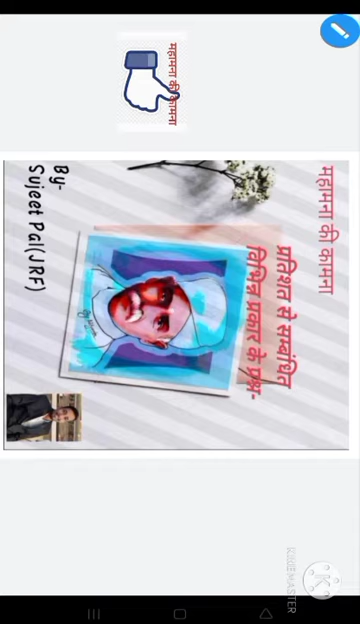 महामना की कामना
महामना की कामना
प्रतिशत से सम्बंधित
विभिन्न प्रकार के प्रश्न-
By-
Sujeet Pal(JRF)
KINEMASTER